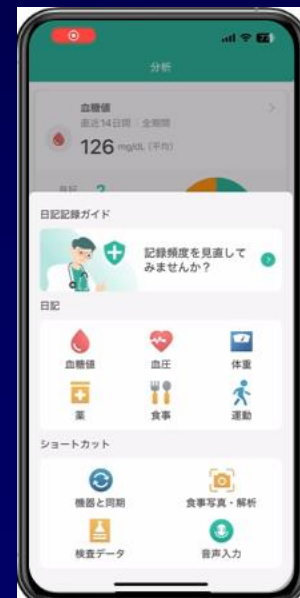 分析
血糖値
直近14日間・全期間
126 mg/dL (平均)
日記記録ガイド
記録頻度を見直して
みませんか？
日記
血糖値
血圧
体重
薬
食事
運動
ショートカット
機器と同期
食事写真・解析
検査データ
音声入力